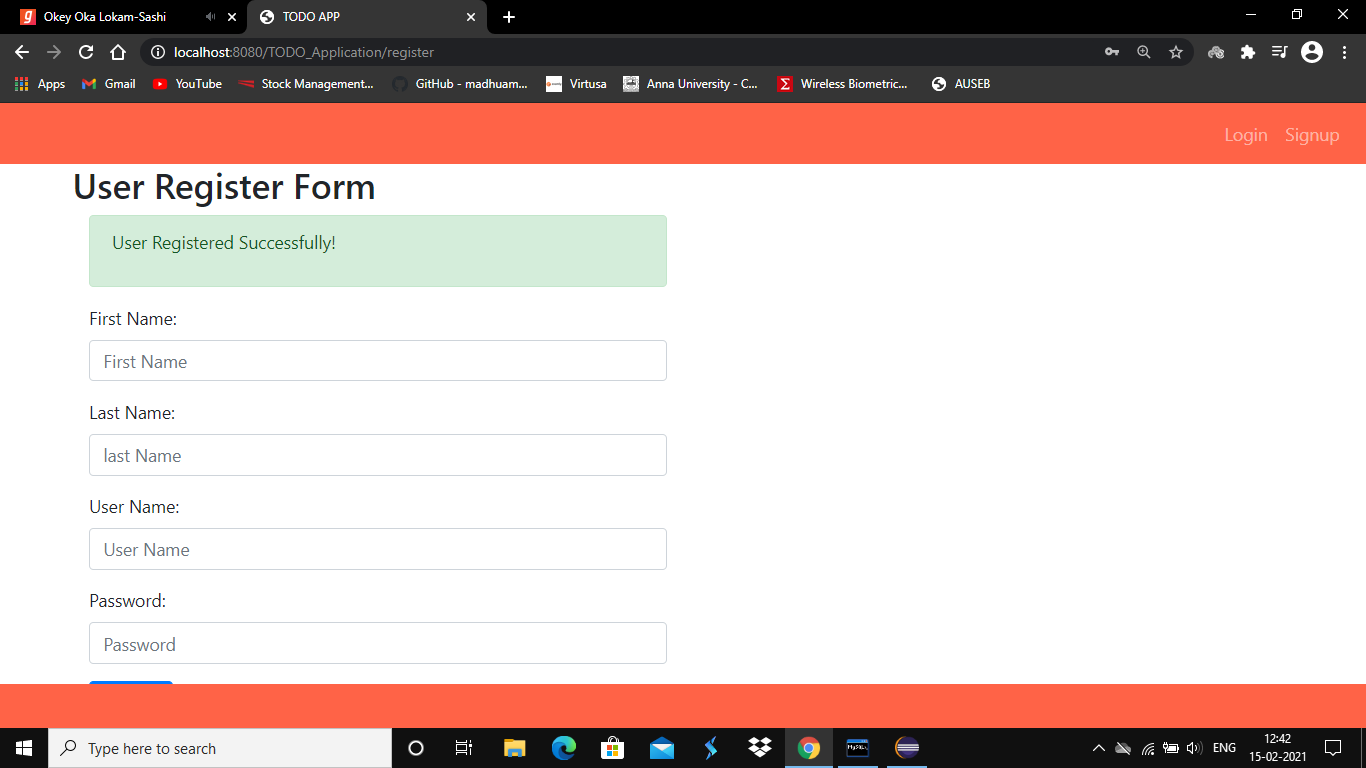 Okey Oka Lokam-Sashi
TODO APP
localhost:8080/TODO_Application/register
Apps
Gmail
YouTube
Stock Management...
GitHub - madhuam...
Virtusa
Anna University - C...
Wireless Biometric...
AUSEB
Login Signup
User Register Form
User Registered Successfully!
First Name:
First Name
Last Name:
last Name
User Name:
User Name
Password:
Password
Type here to search
ENG
12:42
15-02-2021